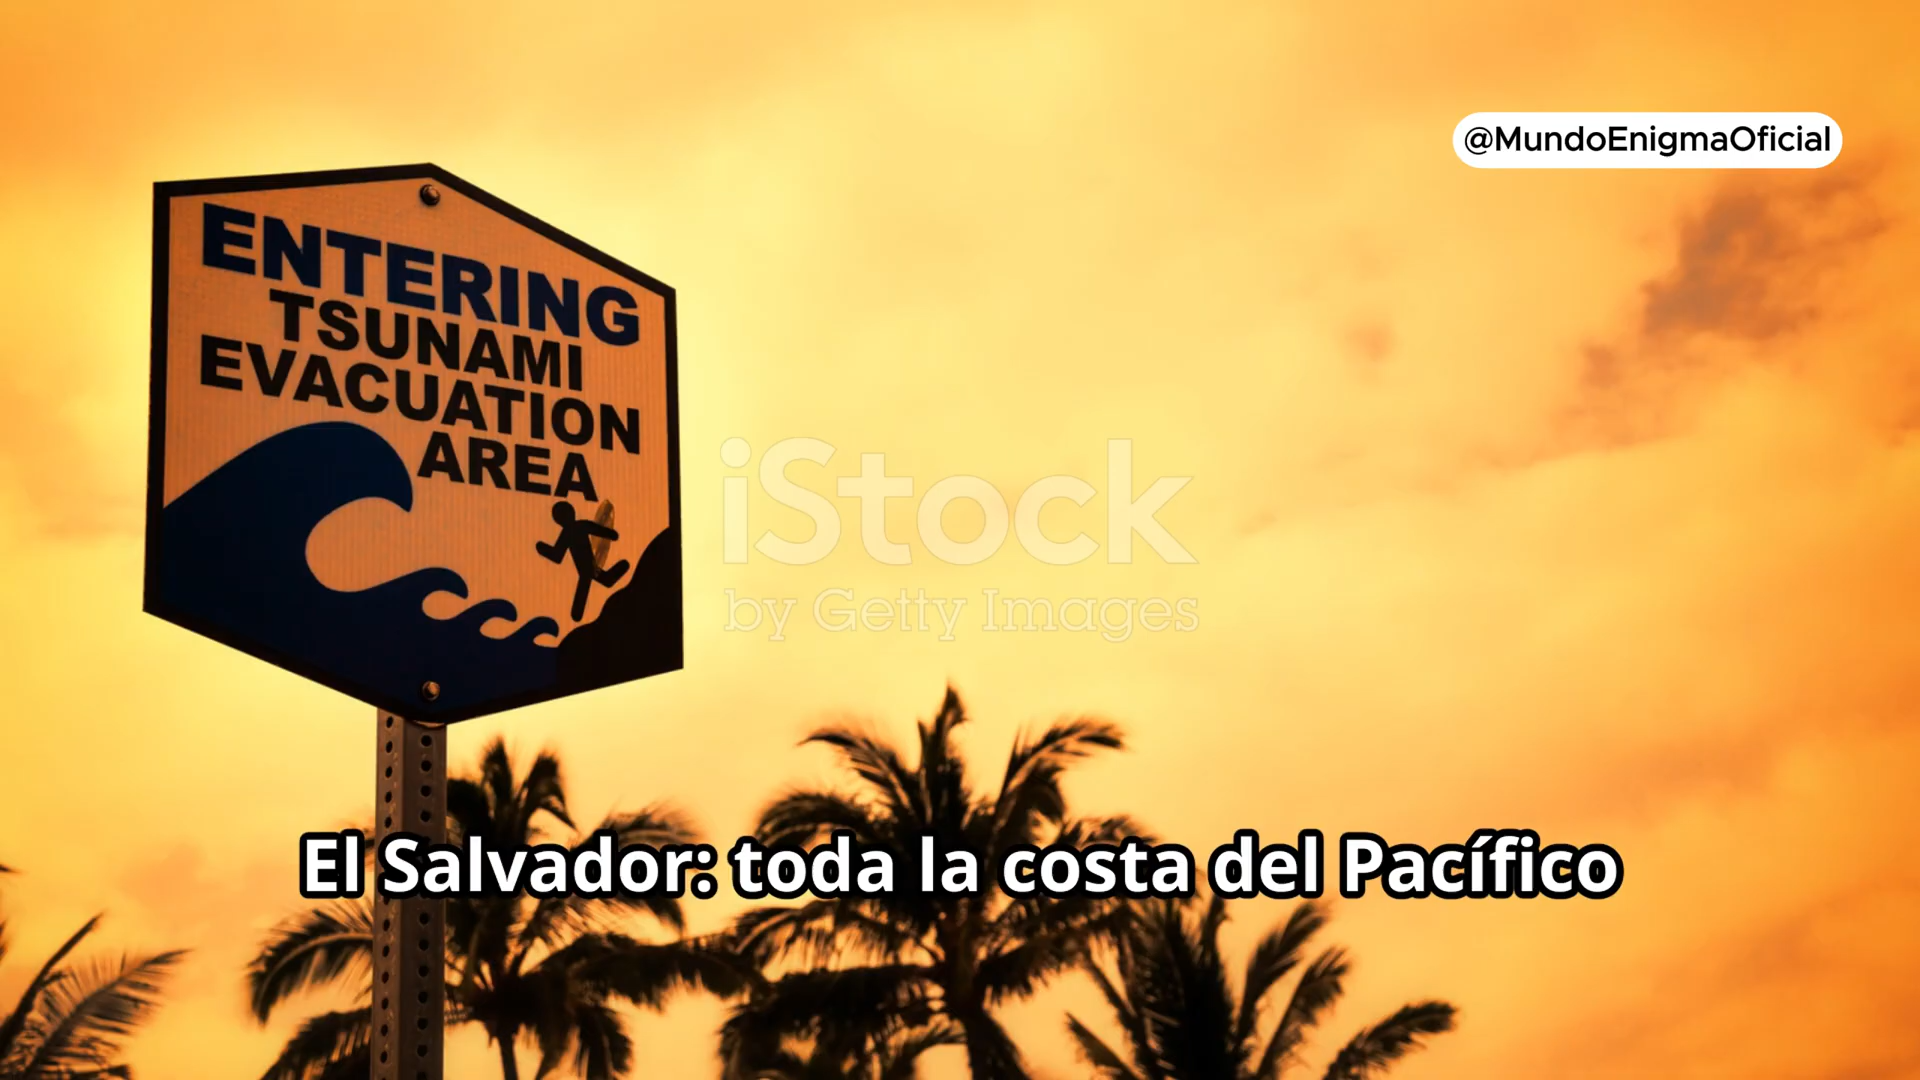 @MundoEnigmaOficial
ENTERING
TSUNAMI
EVACUATION
AREA
iStock
by Getty Images
El Salvador: toda la costa del Pacífico